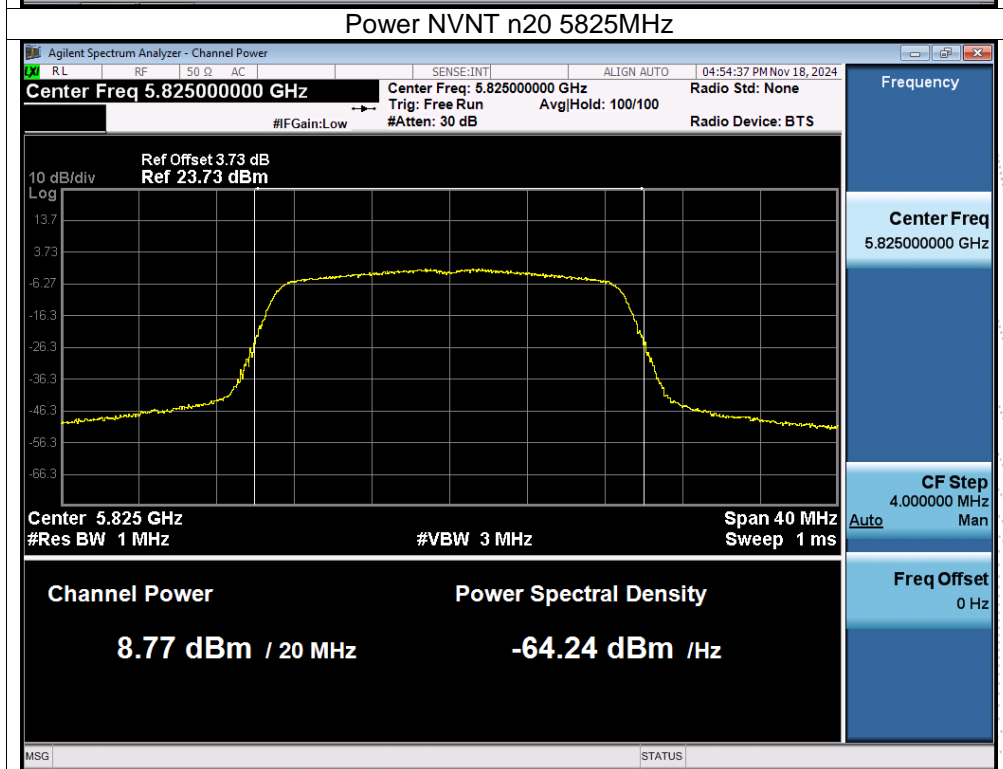 Power NVNT n20 5825MHz
Agilent Spectrum Analyzer - Channel Power
LXI RL RF 50 Ω AC SENSE:INT ALIGN AUTO 04:54:37 PM Nov 18, 2024
Center Freq 5.825000000 GHz
Center Freq: 5.825000000 GHz
Radio Std: None
Trig: Free Run Avg|Hold: 100/100
#IFGain:Low
#Atten: 30 dB
Radio Device: BTS
Ref Offset 3.73 dB
10 dB/div Ref 23.73 dBm
Log
13.7
3.73
-6.27
-16.3
-26.3
-36.3
-46.3
-56.3
-66.3
Center 5.825 GHz Span 40 MHz
#Res BW 1 MHz #VBW 3 MHz Sweep 1 ms
Channel Power Power Spectral Density
8.77 dBm / 20 MHz -64.24 dBm /Hz
Frequency
Center Freq
5.825000000 GHz
CF Step
4.000000 MHz
Auto Man
Freq Offset
0 Hz
MSG STATUS